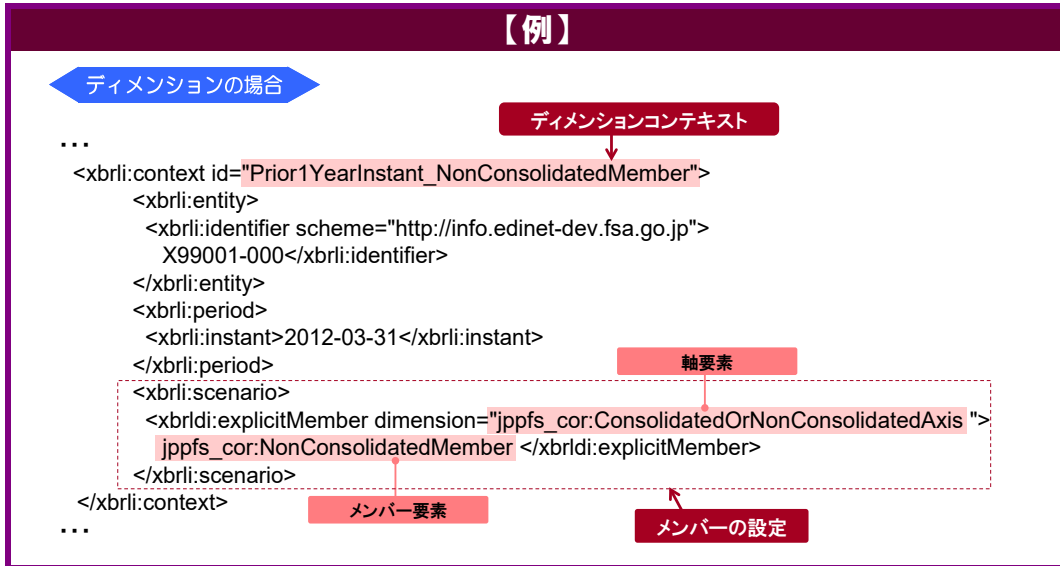 【例】
ディメンションの場合
ディメンションコンテキスト
...
<xbrli:context id="Prior1YearInstant_NonConsolidatedMember">
<xbrli:entity>
<xbrli:identifier scheme="http://info.edinet-dev.fsa.go.jp">
X99001-000</xbrli:identifier>
</xbrli:entity>
<xbrli:period>
<xbrli:instant>2012-03-31</xbrli:instant>
</xbrli:period>
軸要素
<xbrli:scenario>
<xbrldi:explicitMember dimension="jppfs_cor:ConsolidatedOrNonConsolidatedAxis ">
jppfs_cor:NonConsolidatedMember </xbrldi:explicitMember>
</xbrli:scenario>
</xbrli:context>
メンバー要素
メンバーの設定
...